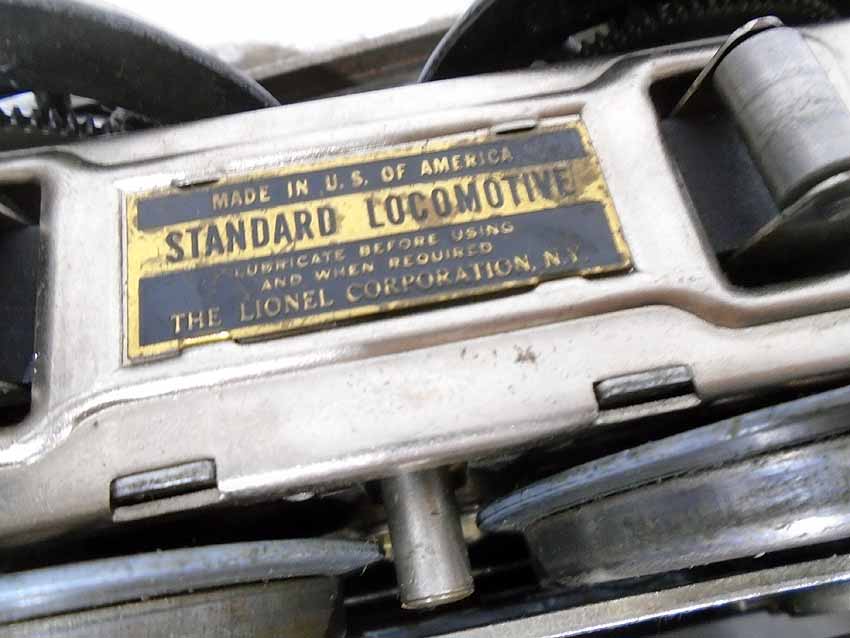 MADE IN U.S. OF AMERICA
STANDARD LOCOMOTIVE
LUBRICATE BEFORE USING
AND WHEN REQUIRED
THE LIONEL CORPORATION, N.Y.